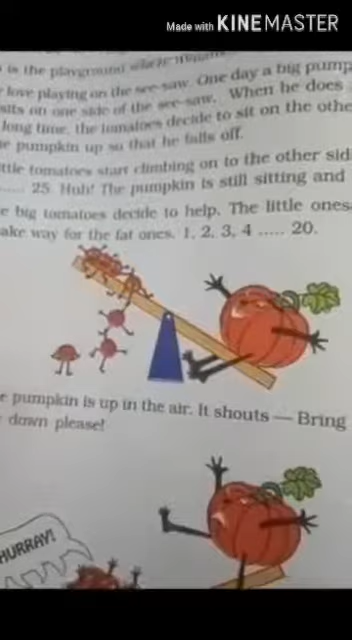 Made with KINEMASTER
is the playground where
love playing on the see-saw. One day a big pump
sits on one side of the see-saw. When he does
long time, the tomatoes decide to sit on the othe
e pumpkin up so that he falls off.
ttle tomatoes start climbing on to the other sid
..... 25. Huh! The pumpkin is still sitting and
e big tomatoes decide to help. The little ones
ake way for the fat ones. 1, 2, 3, 4 ..... 20.
e pumpkin is up in the air. It shouts — Bring
down please!
HURRAY!